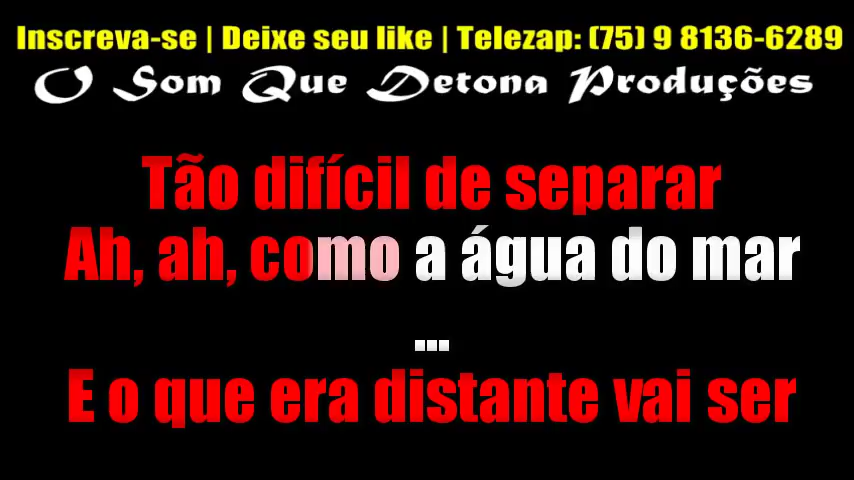 Inscreva-se | Deixe seu like | Telezap: (75) 9 8136-6289
O Som Que Detona Produções
Tão difícil de separar
Ah, ah, como a água do mar
...
E o que era distante vai ser